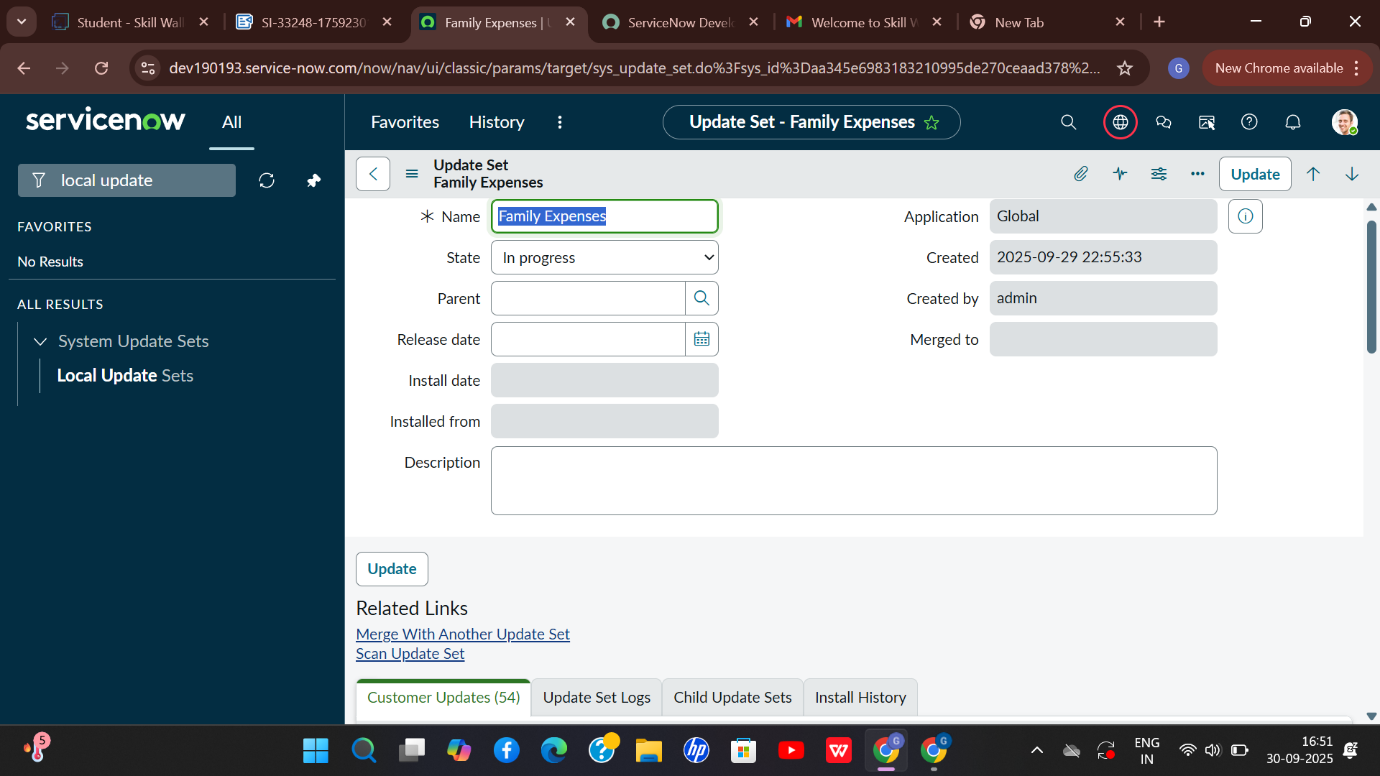 Student - Skill Wall
SI-33248-1759230
Family Expenses | U
ServiceNow Develo
Welcome to Skill W
New Tab
dev190193.service-now.com/now/nav/ui/classic/params/target/sys_update_set.do%3Fsys_id%3Daa345e6983183210995de270ceaad378%2...
G
New Chrome available
servicenow
All
Favorites
History
Update Set - Family Expenses
local update
FAVORITES
No Results
ALL RESULTS
System Update Sets
Local Update Sets
Update Set
Family Expenses
Update
Name
Family Expenses
Application
Global
State
In progress
Created
2025-09-29 22:55:33
Parent
Created by
admin
Release date
Merged to
Install date
Installed from
Description
Update
Related Links
Merge With Another Update Set
Scan Update Set
Customer Updates (54)
Update Set Logs
Child Update Sets
Install History
5
hp
W
G
G
ENG
IN
16:51
30-09-2025